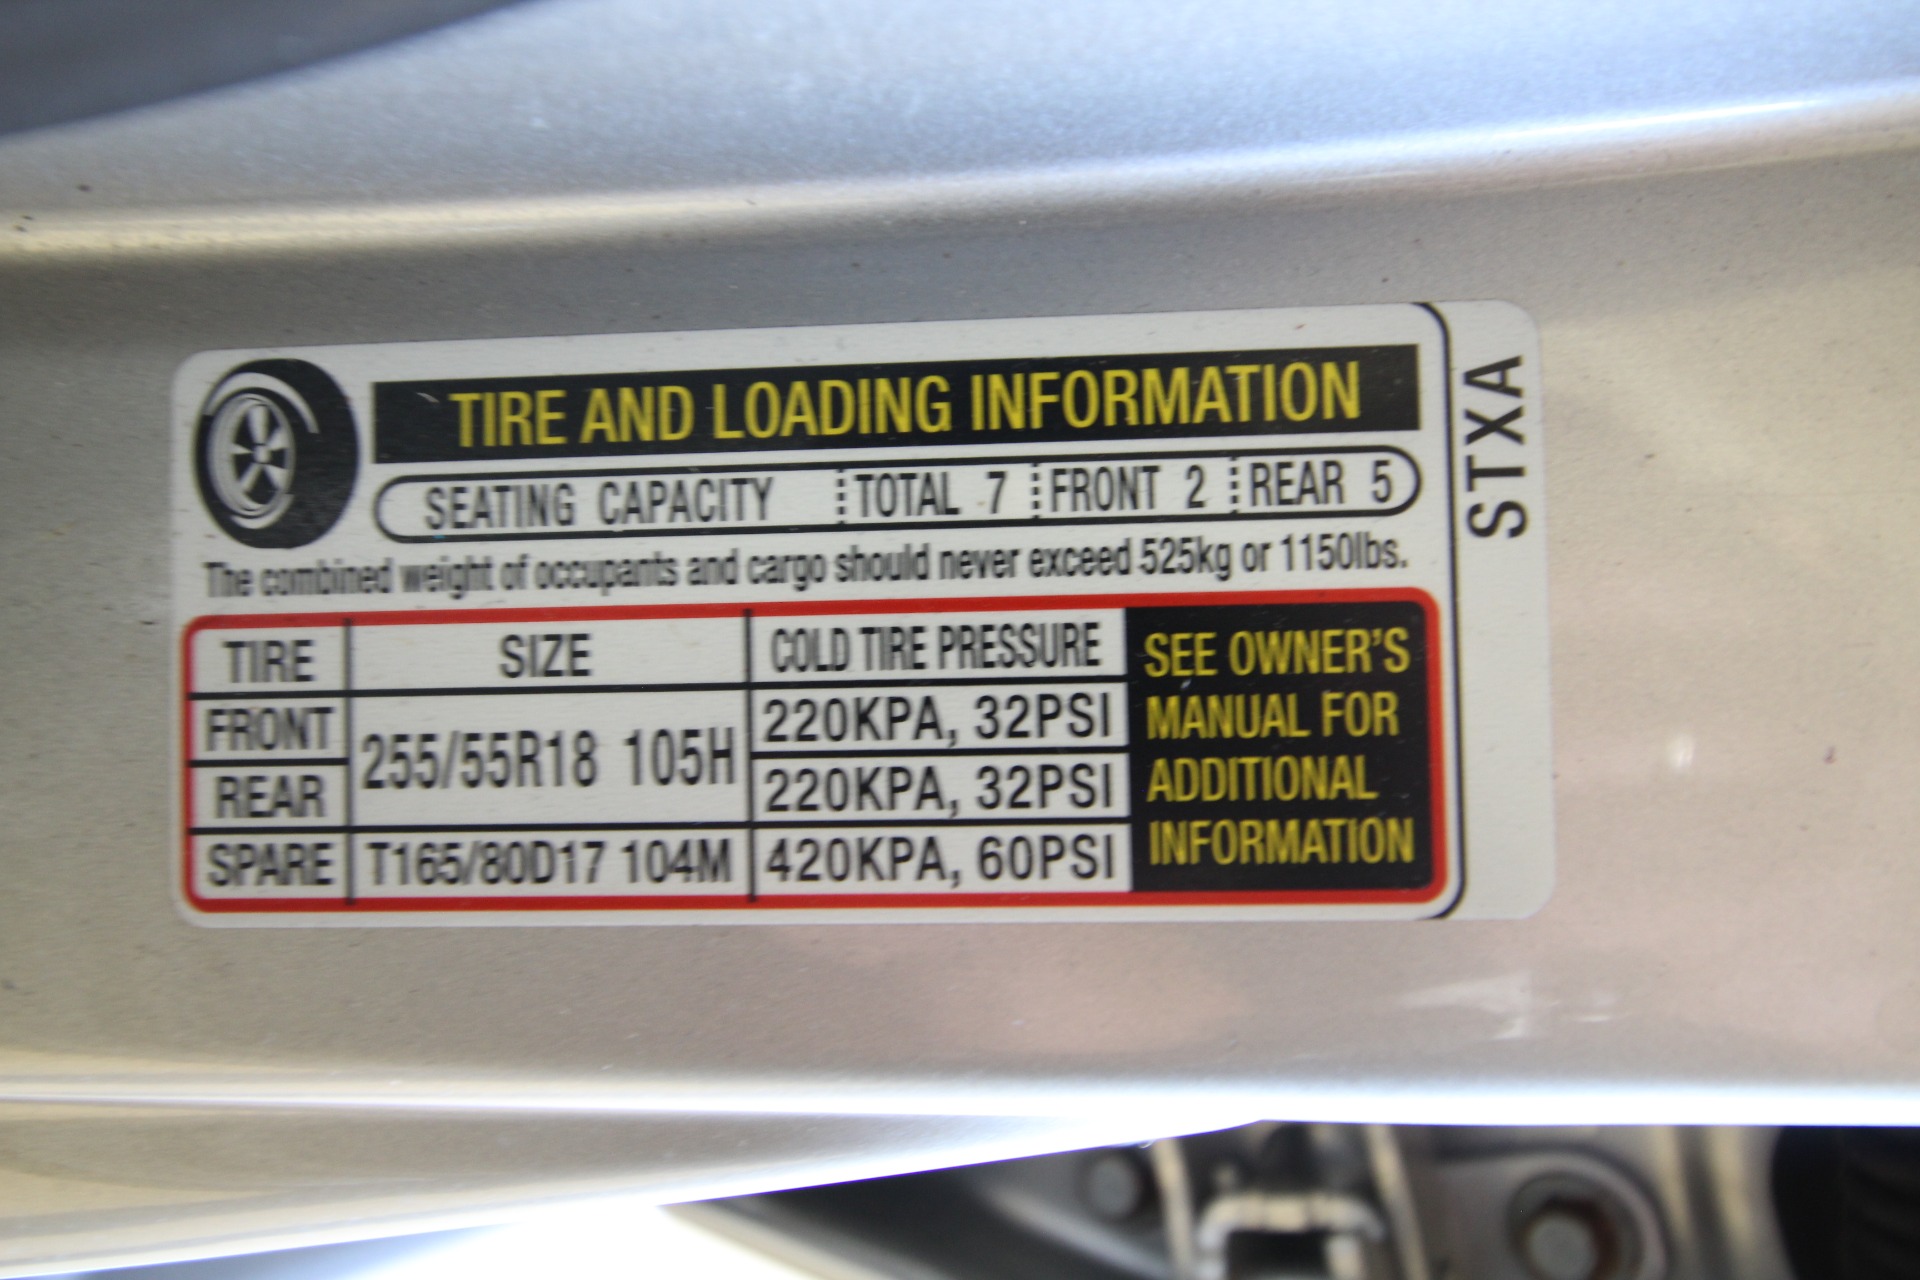 TIRE AND LOADING INFORMATION
SEATING CAPACITY TOTAL 7 FRONT 2 REAR 5
The combined weight of occupants and cargo should never exceed 525kg or 1150lbs.
TIRE SIZE COLD TIRE PRESSURE
FRONT 255/55R18 105H 220KPA, 32PSI
REAR 220KPA, 32PSI
SPARE T165/80D17 104M 420KPA, 60PSI
SEE OWNER'S
MANUAL FOR
ADDITIONAL
INFORMATION
STXA